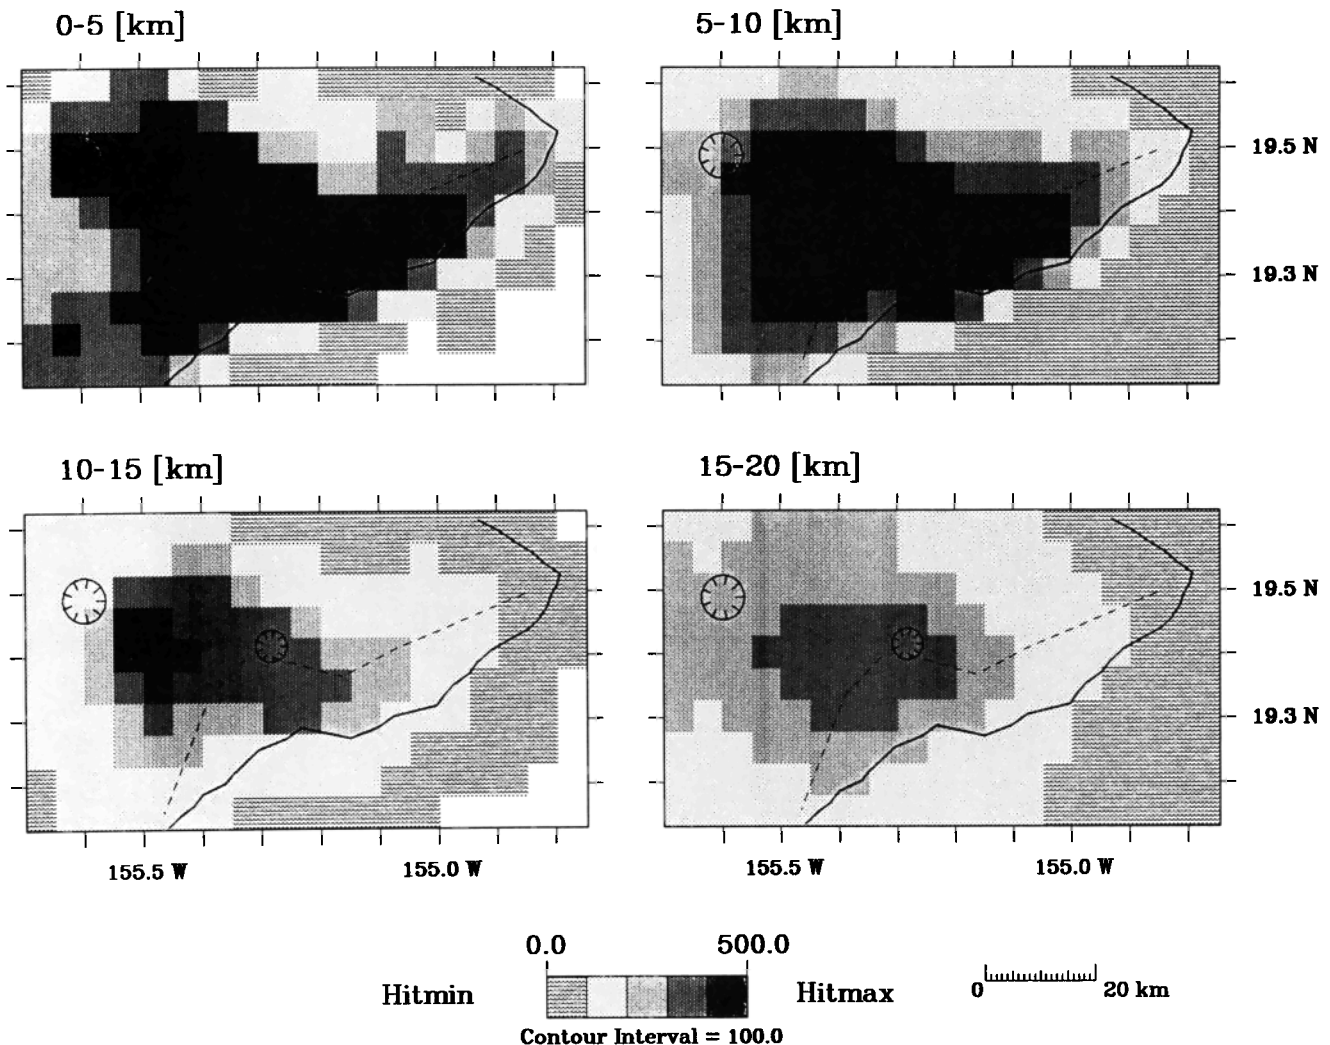 0-5 [km]
5-10 [km]
19.5 N
19.3 N
10-15 [km]
15-20 [km]
19.5 N
19.3 N
155.5 W
155.0 W
155.5 W
155.0 W
0.0
500.0
Hitmin
Hitmax
0
20 km
Contour Interval = 100.0